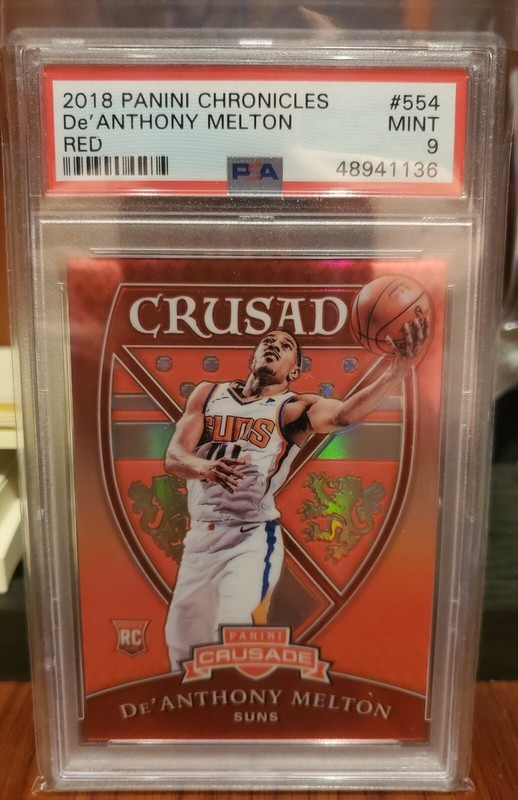 2018 PANINI CHRONICLES #554
De'ANTHONY MELTON MINT
RED 9
PSA 48941136
CRUSAD
SUNS
RC
PANINI
CRUSADE
DE'ANTHONY MELTON
SUNS